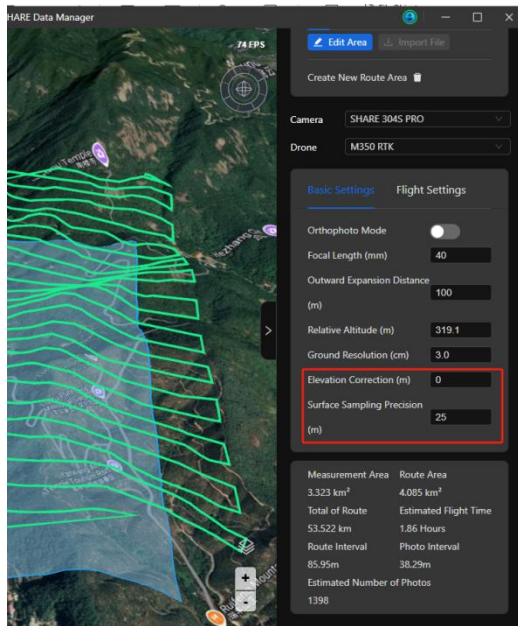 HARE Data Manager
74 FPS
Edit Area
Import File
Create New Route Area
Camera
SHARE 304S PRO
Drone
M350 RTK
Basic Settings
Flight Settings
Orthophoto Mode
Focal Length (mm)
40
Outward Expansion Distance (m)
100
Relative Altitude (m)
319.1
Ground Resolution (cm)
3.0
Elevation Correction (m)
0
Surface Sampling Precision (m)
25
Measurement Area
Route Area
3.323 km²
4.085 km²
Total of Route
Estimated Flight Time
53.522 km
1.86 Hours
Route Interval
Photo Interval
85.95m
38.29m
Estimated Number of Photos
1398
Temple
+
-